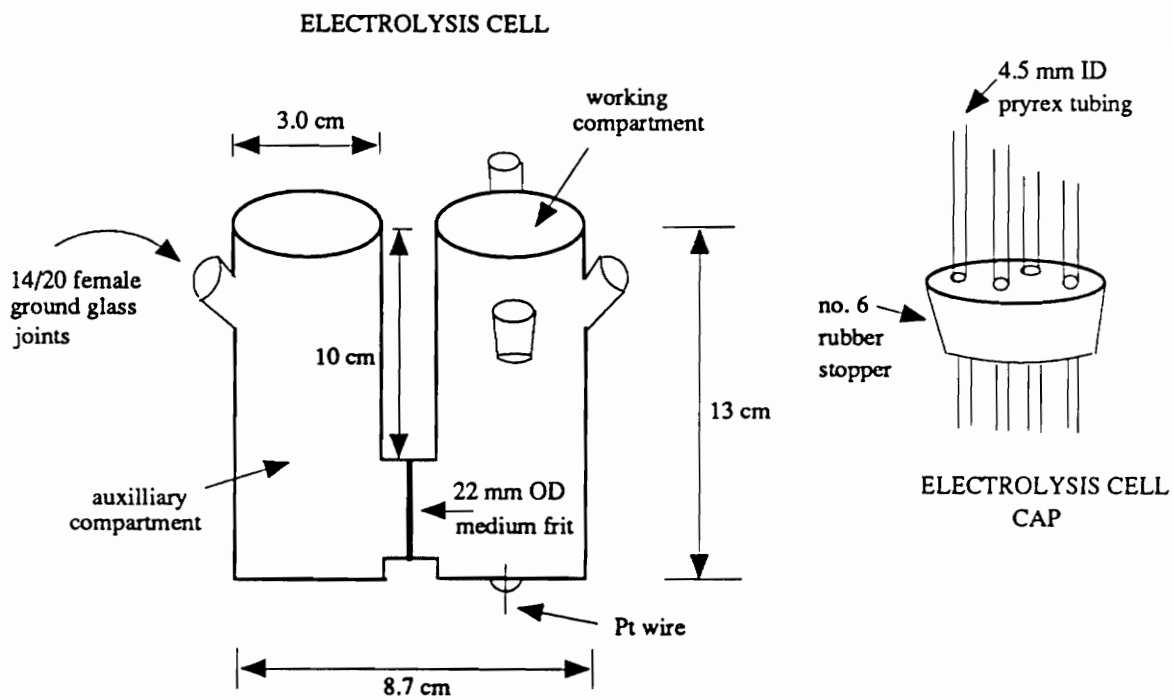 ELECTROLYSIS CELL
3.0 cm
working
compartment
14/20 female
ground glass
joints
10 cm
13 cm
auxilliary
compartment
22 mm OD
medium frit
Pt wire
8.7 cm
4.5 mm ID
pryrex tubing
no. 6
rubber
stopper
ELECTROLYSIS CELL
CAP